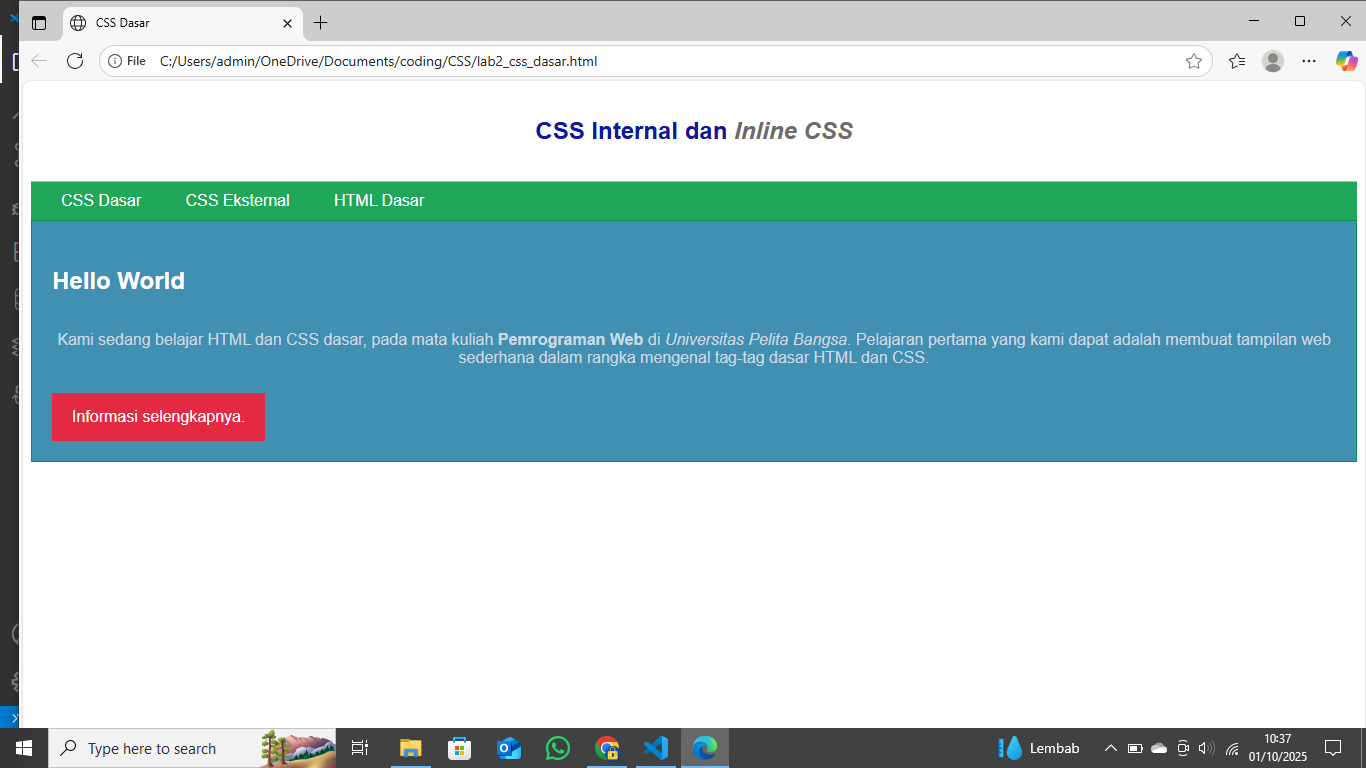 CSS Dasar
File C:/Users/admin/OneDrive/Documents/coding/CSS/lab2_css_dasar.html
CSS Internal dan Inline CSS
CSS Dasar CSS Eksternal HTML Dasar
Hello World
Kami sedang belajar HTML dan CSS dasar, pada mata kuliah Pemrograman Web di Universitas Pelita Bangsa. Pelajaran pertama yang kami dapat adalah membuat tampilan web
sederhana dalam rangka mengenal tag-tag dasar HTML dan CSS.
Informasi selengkapnya.
Type here to search
Lembab
10:37
01/10/2025